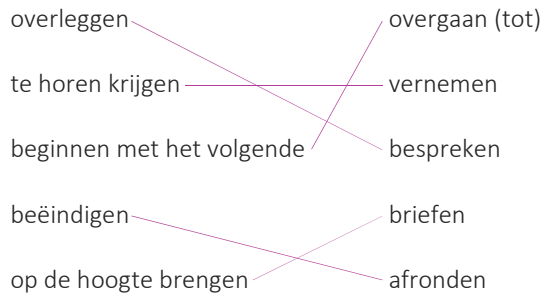 overleggen overgaan (tot)
te horen krijgen vernemen
beginnen met het volgende bespreken
beëindigen briefen
op de hoogte brengen afronden